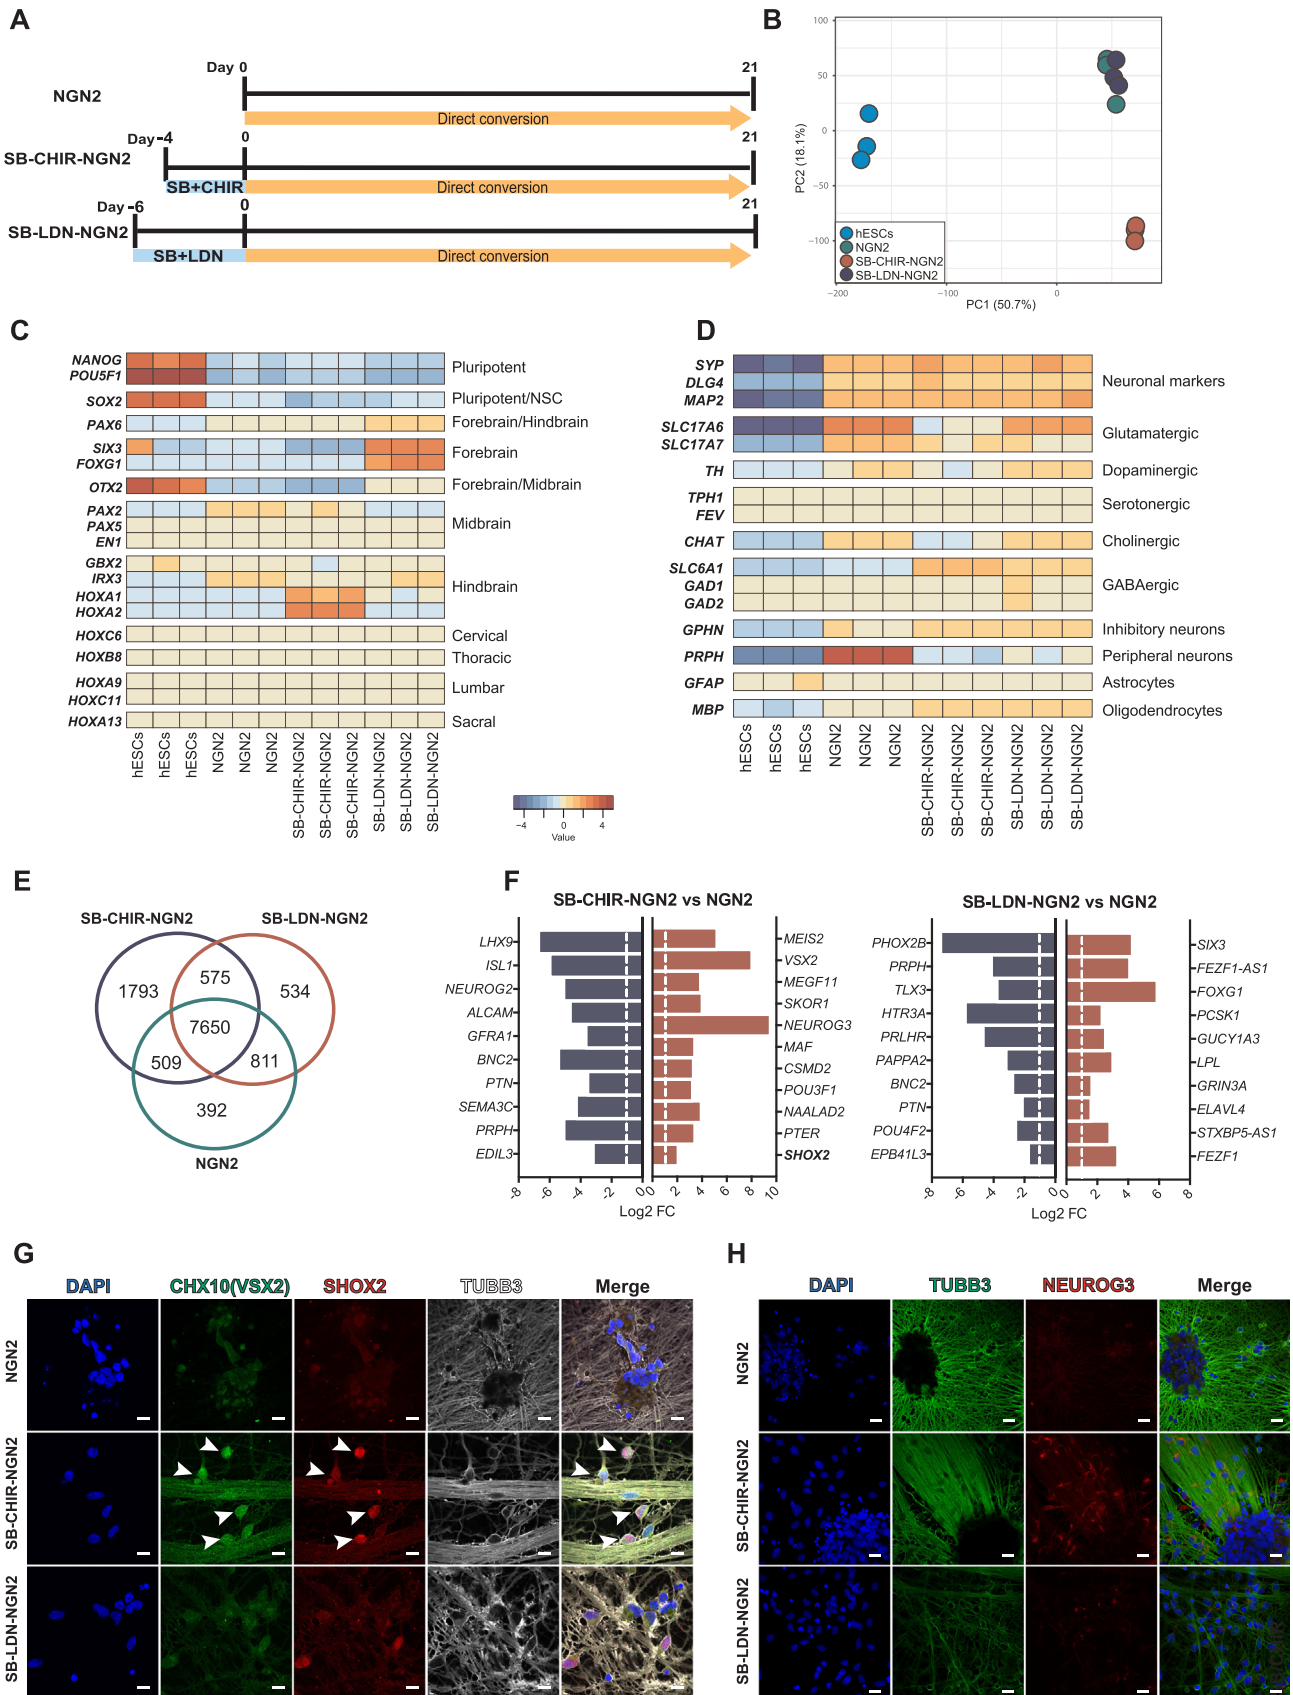 A
Day 0
21
NGN2
Direct conversion
Day -4
0
21
SB-CHIR-NGN2
SB+CHIR
Direct conversion
Day -6
0
21
SB-LDN-NGN2
SB+LDN
Direct conversion
B
100
50
0
−50
−100
PC2 (18.1%)
hESCs
NGN2
SB-CHIR-NGN2
SB-LDN-NGN2
−200
−100
0
PC1 (50.7%)
C
NANOG
POU5F1
Pluripotent
SOX2
Pluripotent/NSC
PAX6
Forebrain/Hindbrain
SIX3
FOXG1
Forebrain
OTX2
Forebrain/Midbrain
PAX2
PAX5
EN1
Midbrain
GBX2
IRX3
HOXA1
HOXA2
Hindbrain
HOXC6
Cervical
HOXB8
Thoracic
HOXA9
HOXC11
Lumbar
HOXA13
Sacral
hESCs
hESCs
hESCs
NGN2
NGN2
NGN2
SB-CHIR-NGN2
SB-CHIR-NGN2
SB-CHIR-NGN2
SB-LDN-NGN2
SB-LDN-NGN2
SB-LDN-NGN2
−4
0
4
Value
D
SYP
DLG4
MAP2
Neuronal markers
SLC17A6
SLC17A7
Glutamatergic
TH
Dopaminergic
TPH1
FEV
Serotonergic
CHAT
Cholinergic
SLC6A1
GAD1
GAD2
GABAergic
GPHN
Inhibitory neurons
PRPH
Peripheral neurons
GFAP
Astrocytes
MBP
Oligodendrocytes
hESCs
hESCs
hESCs
NGN2
NGN2
NGN2
SB-CHIR-NGN2
SB-CHIR-NGN2
SB-CHIR-NGN2
SB-LDN-NGN2
SB-LDN-NGN2
SB-LDN-NGN2
E
SB-CHIR-NGN2
SB-LDN-NGN2
1793
575
534
7650
509
811
392
NGN2
F
SB-CHIR-NGN2 vs NGN2
LHX9
ISL1
NEUROG2
ALCAM
GFRA1
BNC2
PTN
SEMA3C
PRPH
EDIL3
MEIS2
VSX2
MEGF11
SKOR1
NEUROG3
MAF
CSMD2
POU3F1
NAALAD2
PTER
SHOX2
-8
-6
-4
-2
0
0
2
4
6
8
10
Log2 FC
SB-LDN-NGN2 vs NGN2
PHOX2B
PRPH
TLX3
HTR3A
PRLHR
PAPPA2
BNC2
PTN
POU4F2
EPB41L3
SIX3
FEZF1-AS1
FOXG1
PCSK1
GUCY1A3
LPL
GRIN3A
ELAVL4
STXBP5-AS1
FEZF1
-8
-6
-4
-2
0
0
2
4
6
8
Log2 FC
G
DAPI
CHX10(VSX2)
SHOX2
TUBB3
Merge
NGN2
SB-CHIR-NGN2
SB-LDN-NGN2
H
DAPI
TUBB3
NEUROG3
Merge
NGN2
SB-CHIR-NGN2
SB-LDN-NGN2